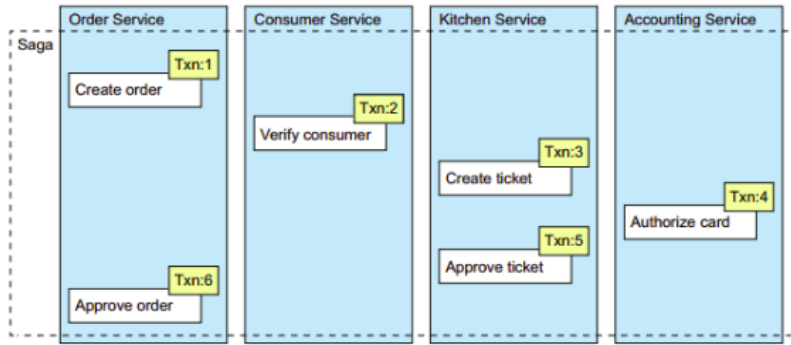 Order Service
Consumer Service
Kitchen Service
Accounting Service
Saga
Txn:1
Create order
Txn:2
Verify consumer
Txn:3
Create ticket
Txn:4
Authorize card
Txn:5
Approve ticket
Txn:6
Approve order